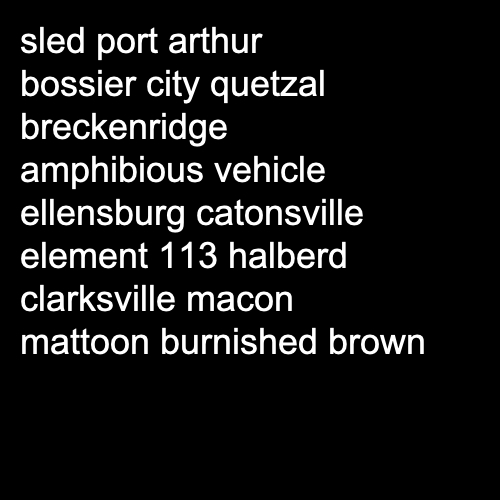 sled port arthur
bossier city quetzal
breckenridge
amphibious vehicle
ellensburg catonsville
element 113 halberd
clarksville macon
mattoon burnished brown